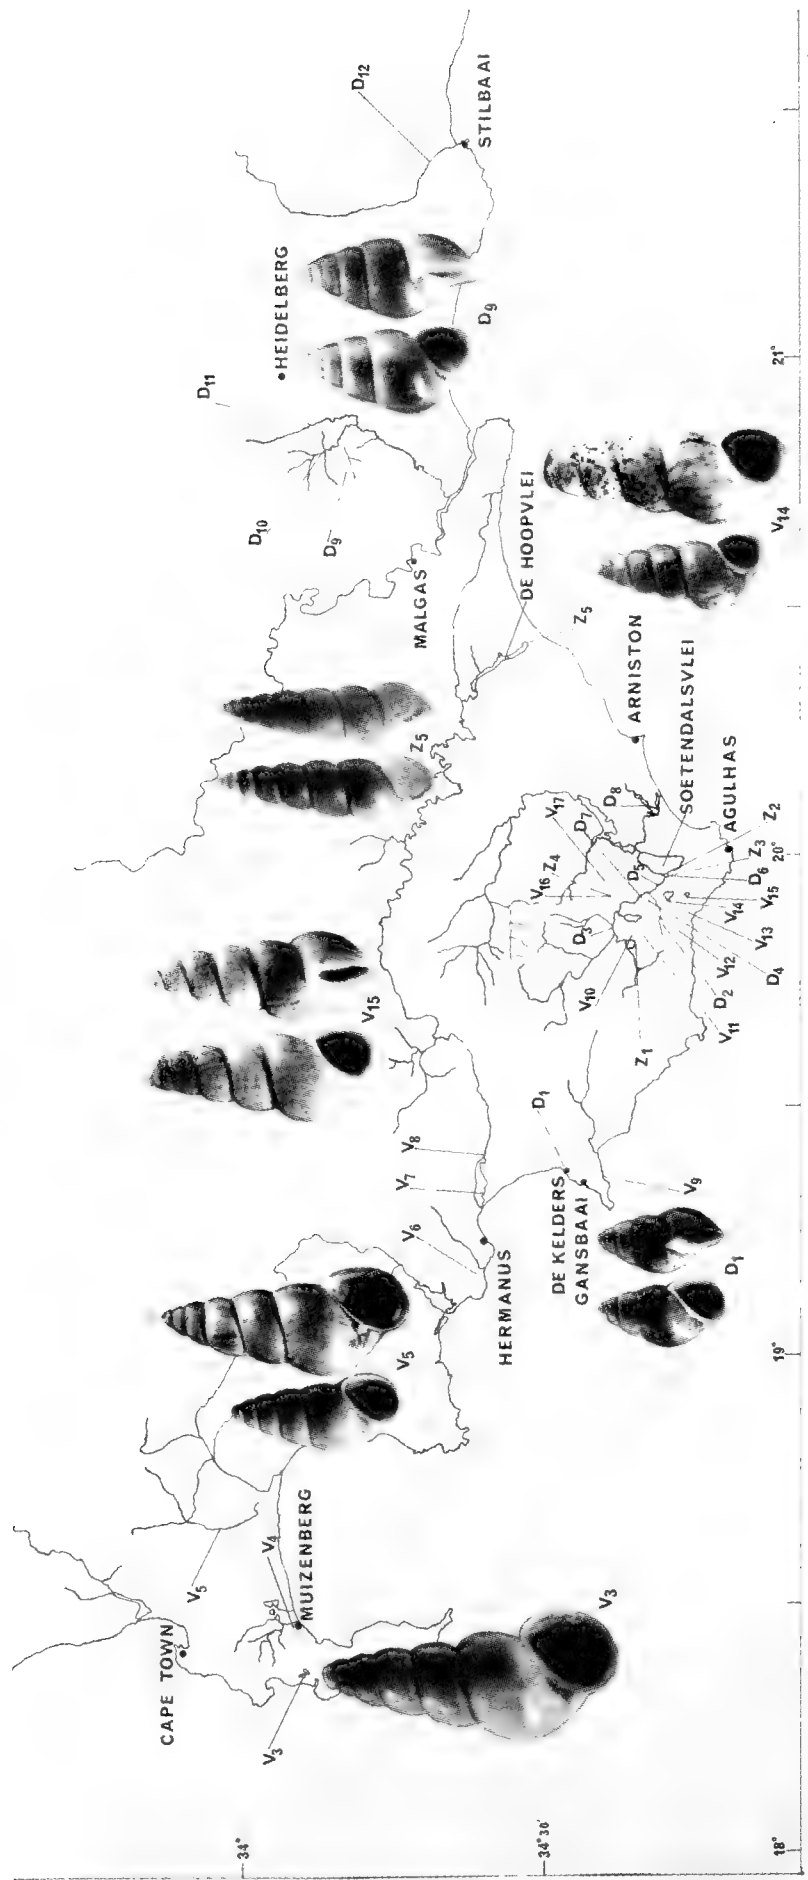 CAPE TOWN
MUIZENBERG
HERMANUS
DE KELDERS
GANSBAAI
MALGAS
HEIDELBERG
STILBAAI
DE HOOPVLEI
ARNISTON
SOETENDALSVLEI
AGULHAS
V3
V3
V4
V5
V5
V6
V7
V8
V9
V10
V11
V12
V13
V14
V14
V15
V15
V16
V17
D1
D1
D2
D3
D4
D5
D6
D7
D8
D9
D9
D10
D11
D12
Z1
Z2
Z3
Z4
Z5
Z5
34°
34°30'
18°
19°
20°
21°